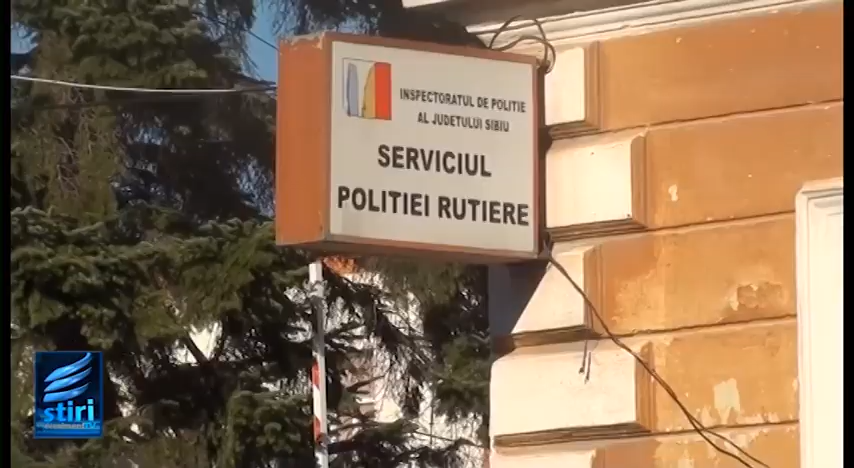 INSPECTORATUL DE POLITIE
AL JUDETULUI SIBIU
SERVICIUL
POLITIEI RUTIERE
stiri